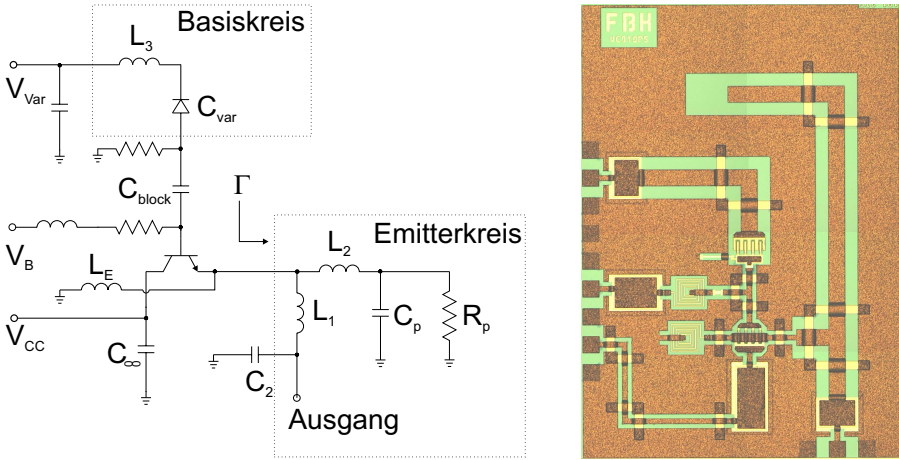 Basiskreis
L3
VVar
Cvar
Cblock
Γ
VB
Emitterkreis
L2
LE
L1
Cp
Rp
VCC
C∞
C2
Ausgang
FBH